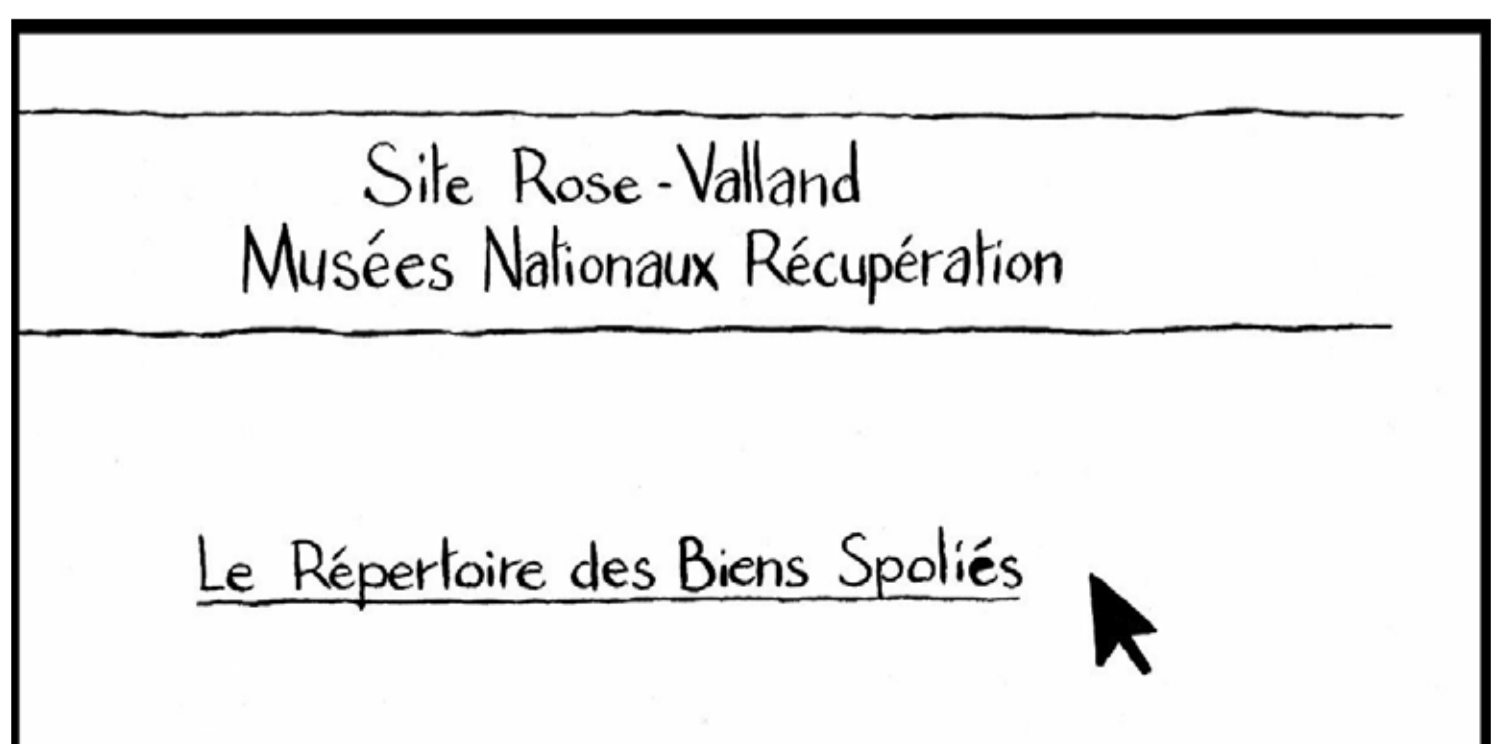 Site Rose-Valland
Musées Nationaux Récupération
Le Répertoire des Biens Spoliés